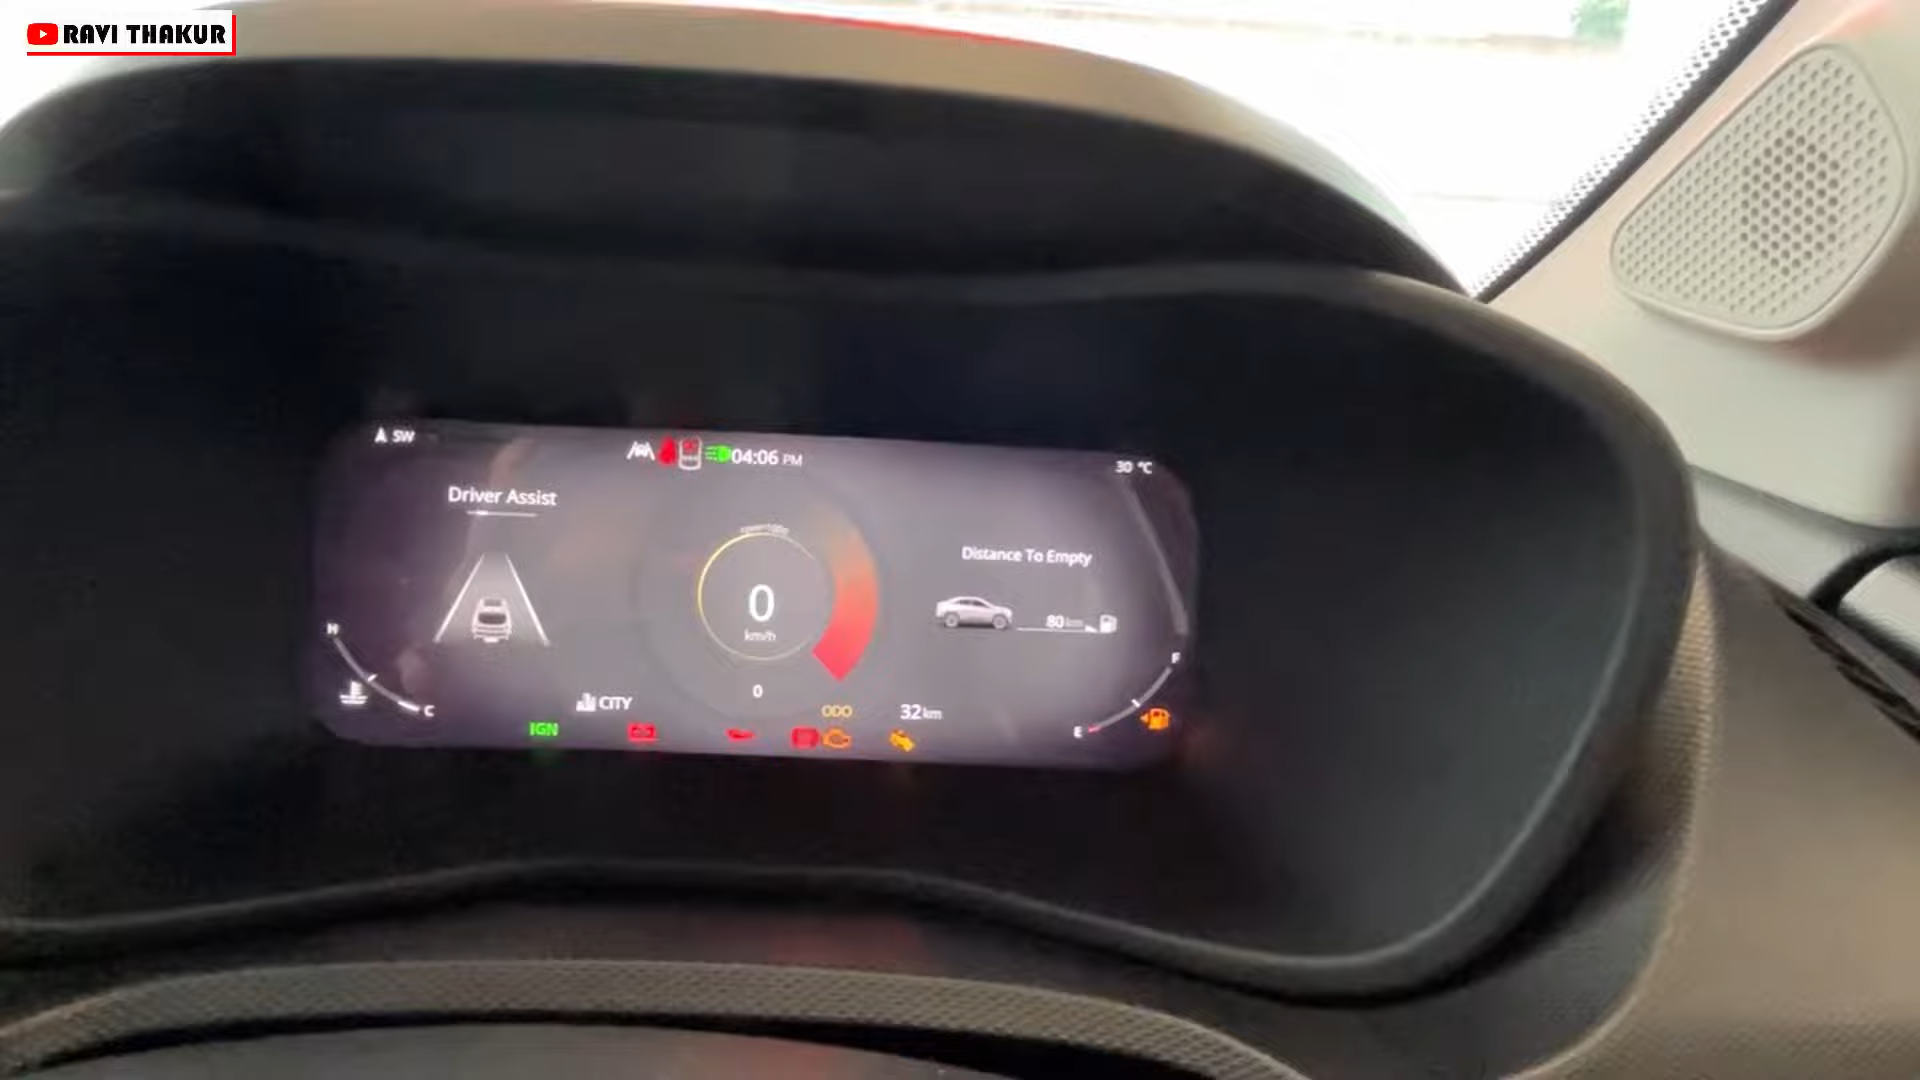 RAVI THAKUR
SW
04:06 PM
30 °C
Driver Assist
Distance To Empty
0
km/h
80 km
H
C
F
E
CITY
0
ODO
32 km
IGN